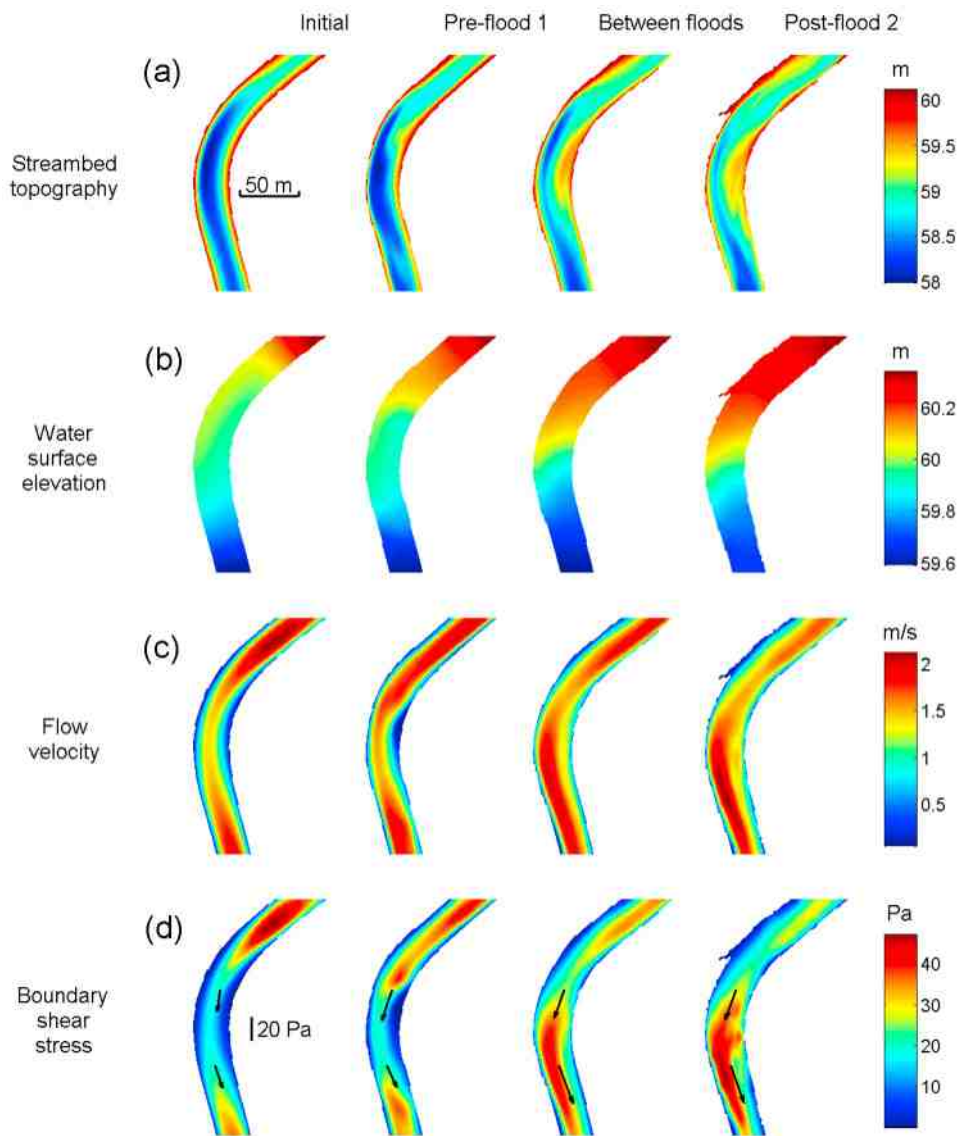 Initial Pre-flood 1 Between floods Post-flood 2
(a)
m
Streambed
topography
50 m
60
59.5
59
58.5
58
(b)
m
Water
surface
elevation
60.2
60
59.8
59.6
(c)
m/s
Flow
velocity
2
1.5
1
0.5
(d)
Pa
Boundary
shear
stress
20 Pa
40
30
20
10